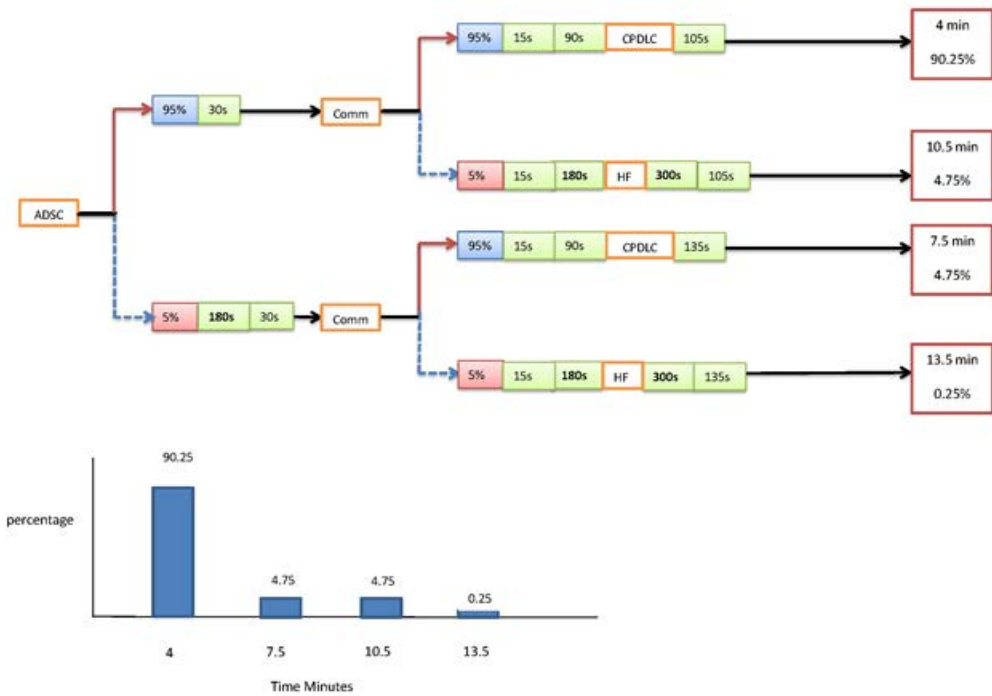 95% 15s 90s CPDLC 105s
4 min
90.25%
95% 30s
Comm
5% 15s 180s HF 300s 105s
10.5 min
4.75%
ADSC
95% 15s 90s CPDLC 135s
7.5 min
4.75%
5% 180s 30s
Comm
5% 15s 180s HF 300s 135s
13.5 min
0.25%
90.25
percentage
4.75
4.75
0.25
4 7.5 10.5 13.5
Time Minutes